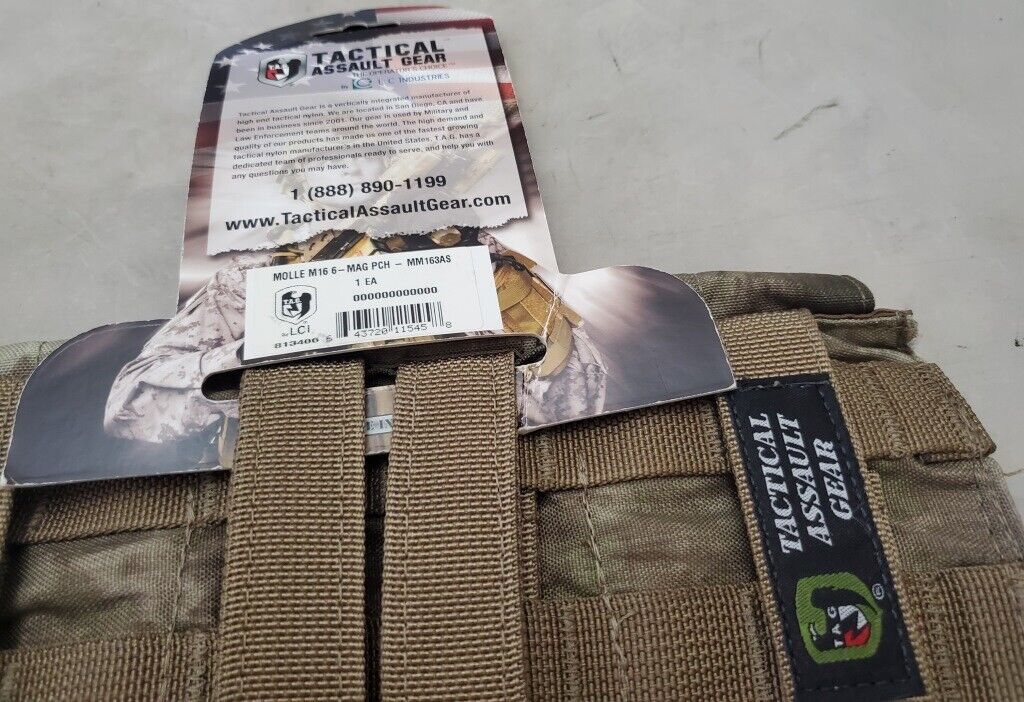 TACTICAL
ASSAULT GEAR
THE OPERATOR'S CHOICE™
By LC INDUSTRIES
Tactical Assault Gear is a vertically integrated manufacturer of
high end tactical nylon. We are located in San Diego, CA and have
been in business since 2001. Our gear is used by Military and
Law Enforcement teams around the world. The high demand and
quality of our products has made us one of the fastest growing
tactical nylon manufacturer's in the United States. T.A.G. has a
dedicated team of professionals ready to serve, and help you with
any questions you may have.
1 (888) 890-1199
www.TacticalAssaultGear.com
MOLLE M16 6-MAG PCH - MM163AS
1 EA
000000000000
T.A.G.
by LCI
813406
5 43720 11545 8
TACTICAL
ASSAULT
GEAR
T.A.G
®